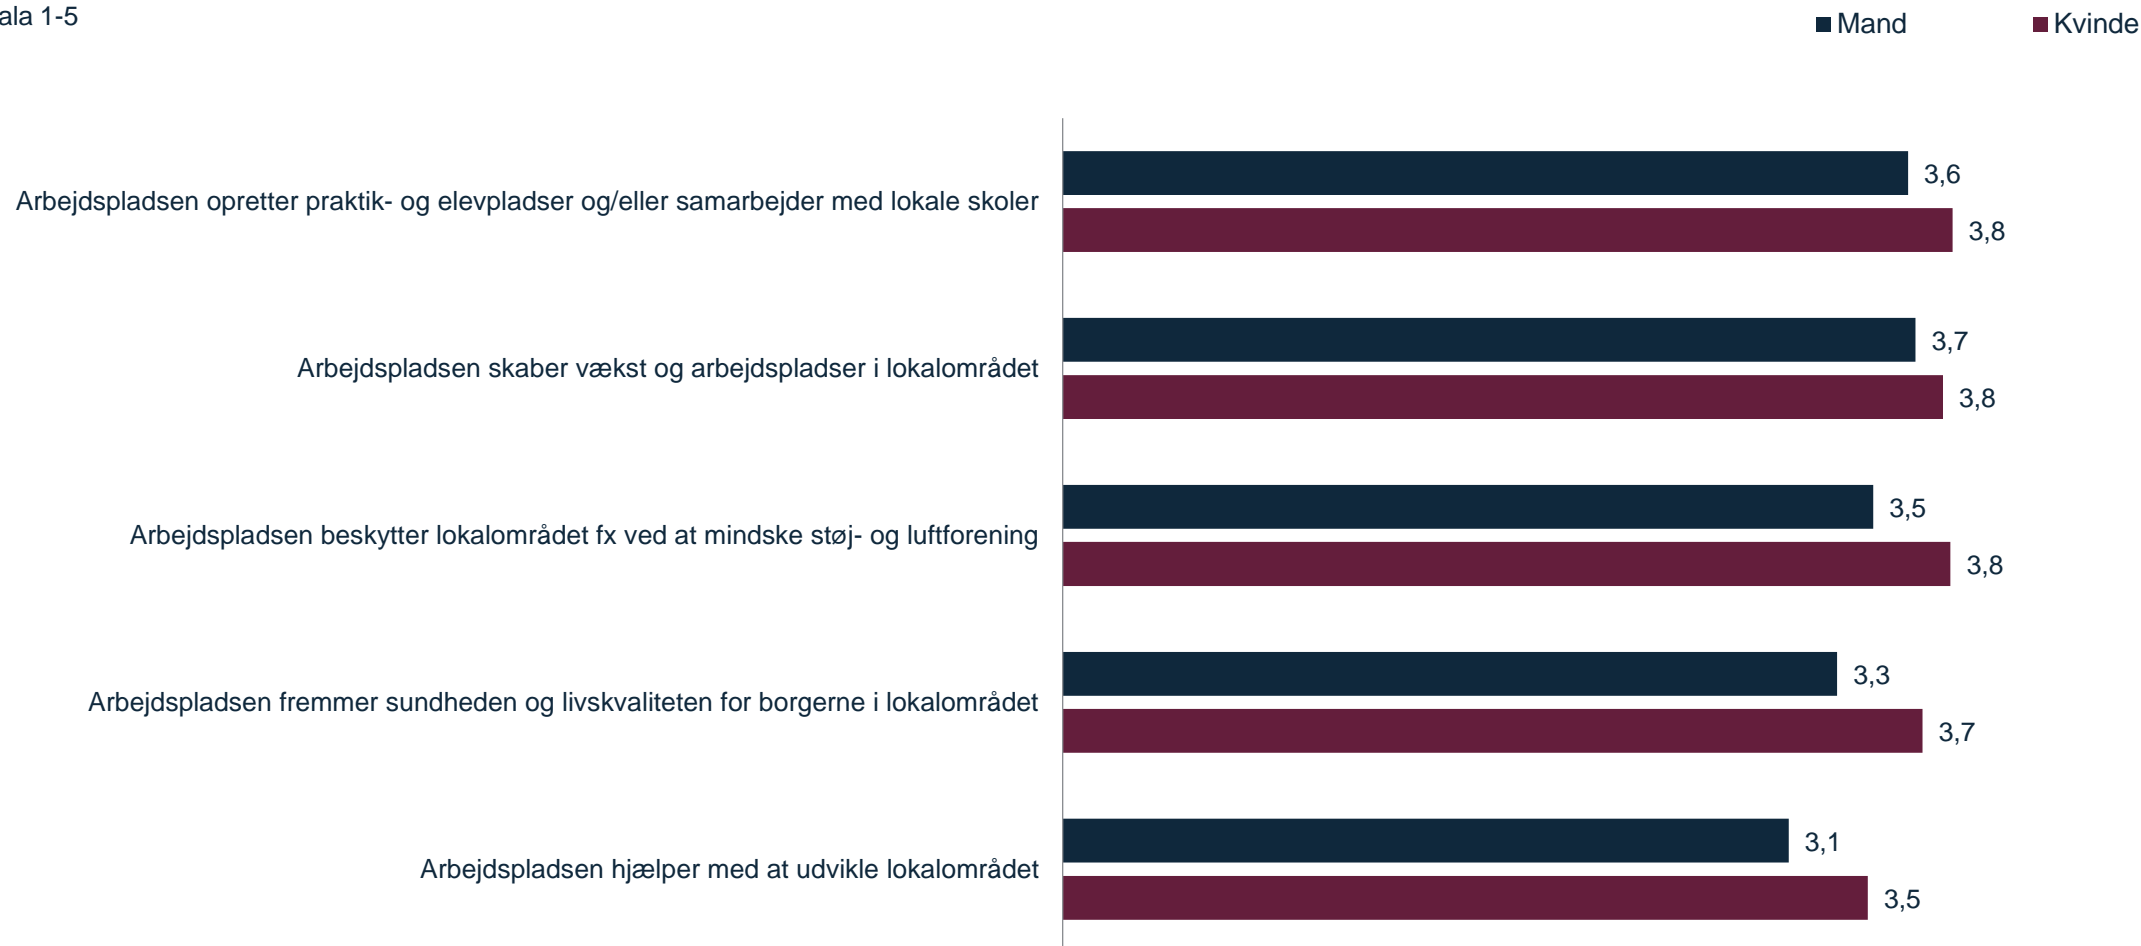 ala 1-5
Mand
Kvinde
Arbejdspladsen opretter praktik- og elevpladser og/eller samarbejder med lokale skoler
3,6
3,8
Arbejdspladsen skaber vækst og arbejdspladser i lokalområdet
3,7
3,8
Arbejdspladsen beskytter lokalområdet fx ved at mindske støj- og luftforening
3,5
3,8
Arbejdspladsen fremmer sundheden og livskvaliteten for borgerne i lokalområdet
3,3
3,7
Arbejdspladsen hjælper med at udvikle lokalområdet
3,1
3,5